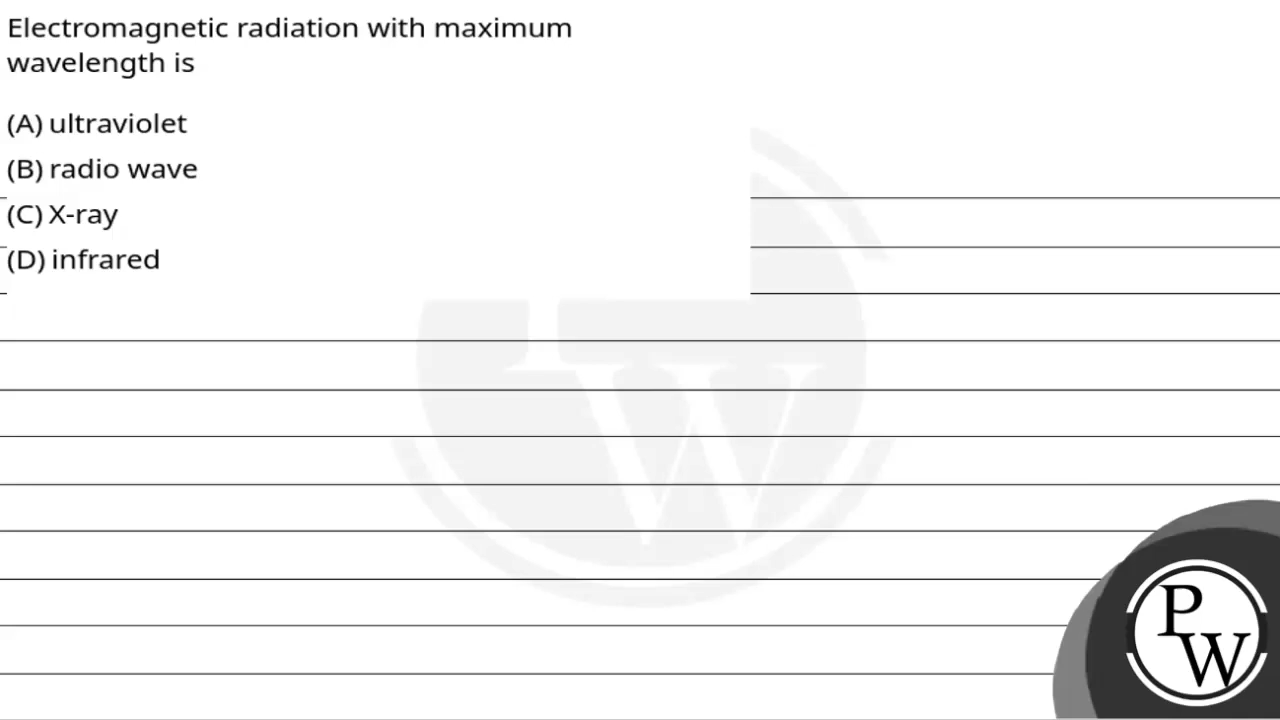 Electromagnetic radiation with maximum
wavelength is
(A) ultraviolet
(B) radio wave
(C) X-ray
(D) infrared
PW